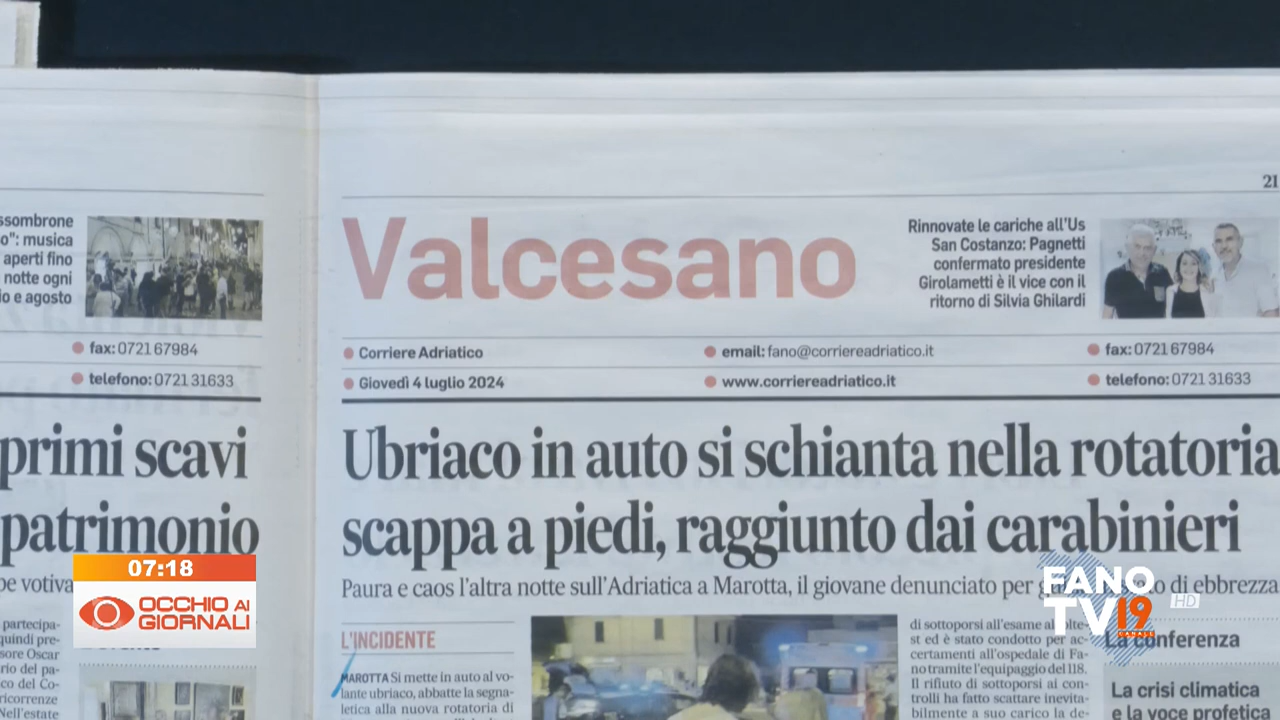 21
ssombrone
o": musica
aperti fino
notte ogni
io e agosto
fax: 0721 67984
telefono: 0721 31633
primi scavi
patrimonio
pe votiva
partecipa-
quindi pre-
sore Oscar
rio del pa-
co del Co-
ricorrenze
Nell'estate
Valcesano
Rinnovate le cariche all'Us
San Costanzo: Pagnetti
confermato presidente
Girolametti è il vice con il
ritorno di Silvia Ghilardi
Corriere Adriatico
email: fano@corriereadriatico.it
fax: 0721 67984
Giovedì 4 luglio 2024
www.corriereadriatico.it
telefono: 0721 31633
Ubriaco in auto si schianta nella rotatoria
scappa a piedi, raggiunto dai carabinieri
Paura e caos l'altra notte sull'Adriatica a Marotta, il giovane denunciato per di ebbrezza
L'INCIDENTE
MAROTTA Si mette in auto al vo-
lante ubriaco, abbatte la segna-
letica alla nuova rotatoria di
di sottoporsi all'esame
st ed è stato condotto per ac-
certamenti all'ospedale di Fa-
no tramite l'equipaggio del 118.
Il rifiuto di sottoporsi ai con-
trolli ha fatto scattare inevita-
bilmente a suo carico la de-
La conferenza
La crisi climatica
e la voce profetica
07:18
OCCHIO AI
GIORNALI
FANO
TV 19
HD